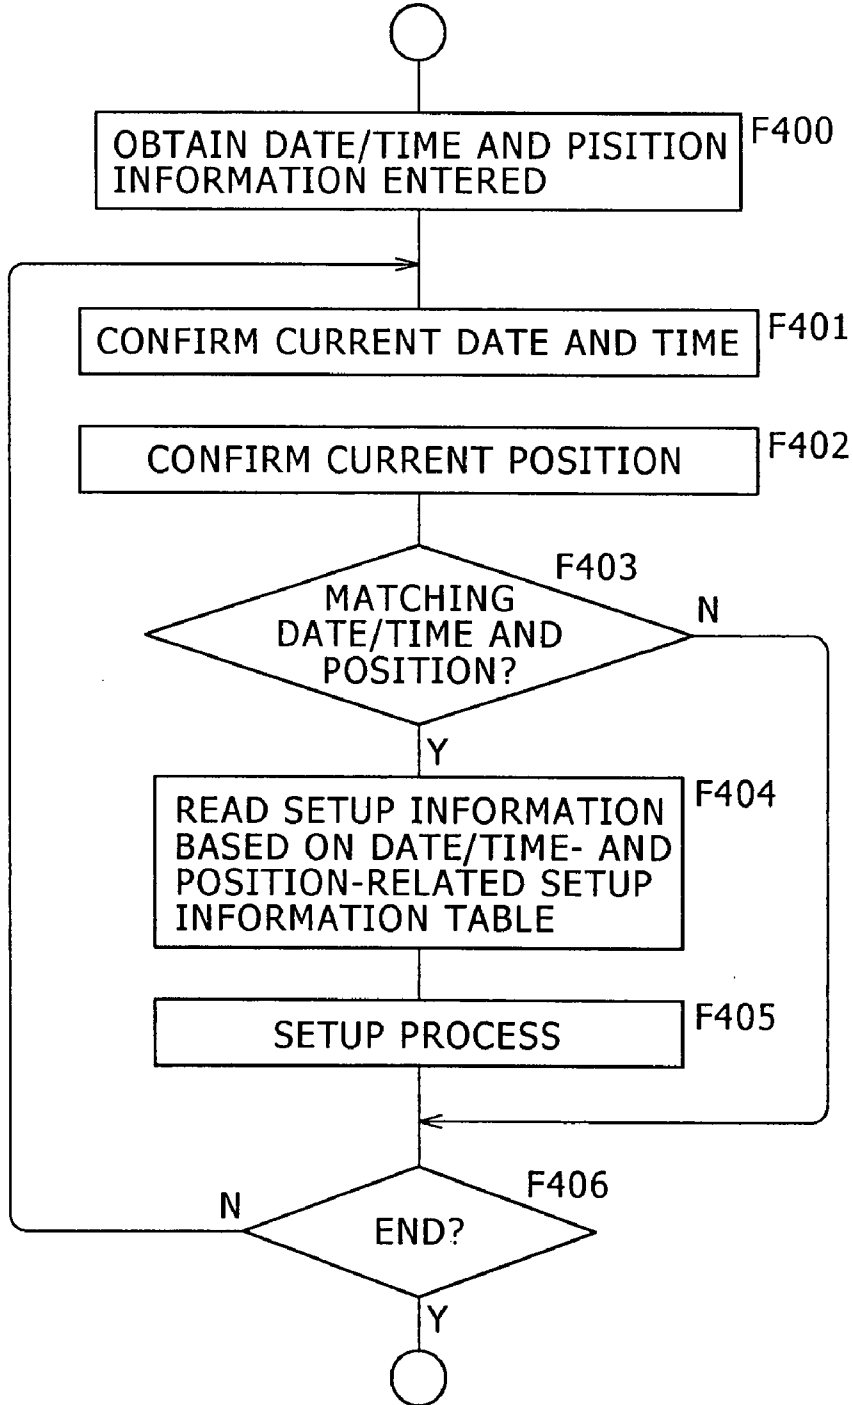 OBTAIN DATE/TIME AND PISITION
INFORMATION ENTERED
F400
CONFIRM CURRENT DATE AND TIME
F401
CONFIRM CURRENT POSITION
F402
F403
MATCHING
DATE/TIME AND
POSITION?
N
Y
READ SETUP INFORMATION
BASED ON DATE/TIME- AND
POSITION-RELATED SETUP
INFORMATION TABLE
F404
SETUP PROCESS
F405
F406
N
END?
Y